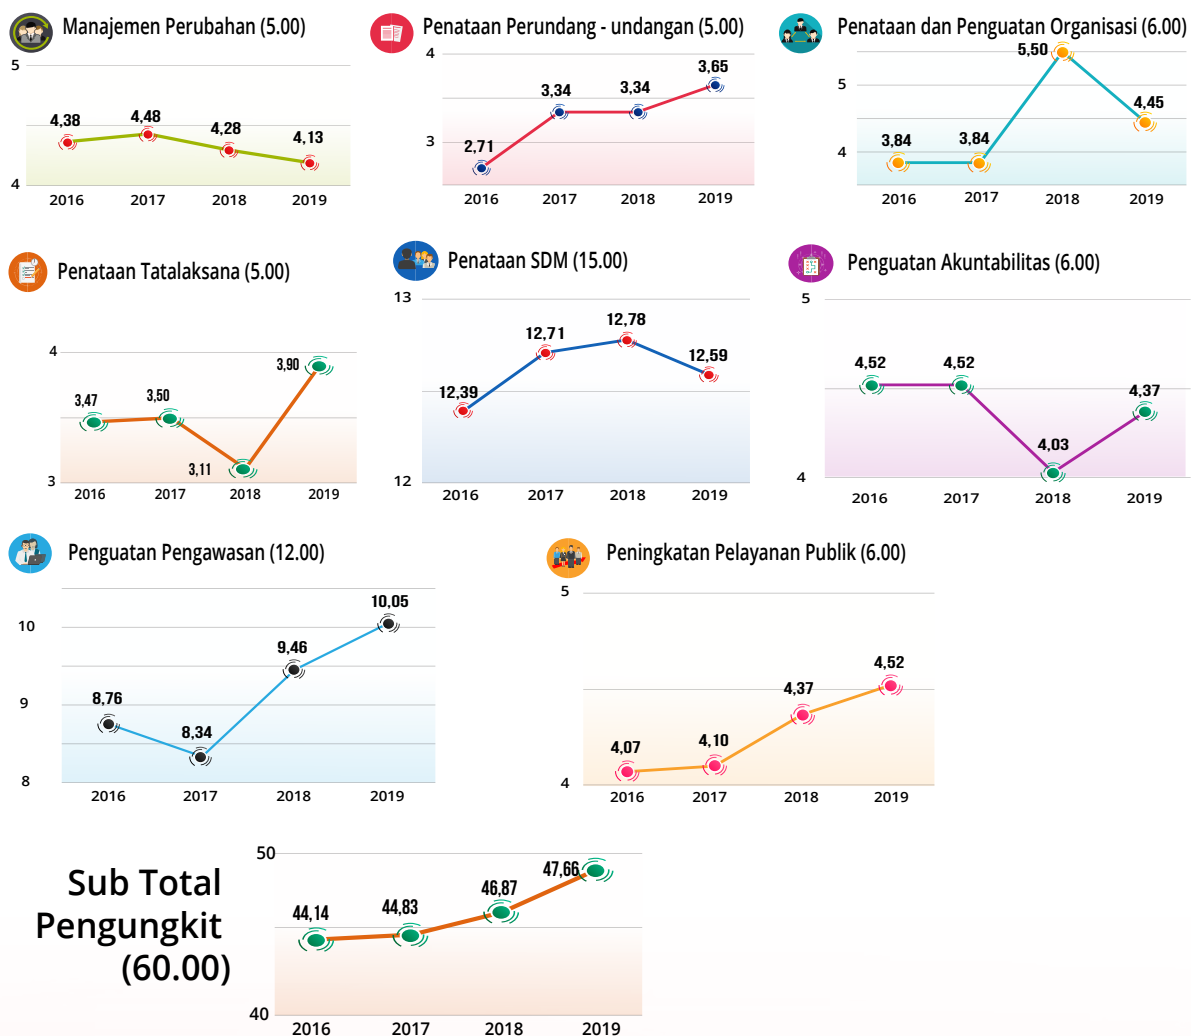 Manajemen Perubahan (5.00)
5
4,38
4,48
4,28
4,13
4
2016 2017 2018 2019
Penataan Perundang - undangan (5.00)
4
3,65
3,34
3,34
3
2,71
2016 2017 2018 2019
Penataan dan Penguatan Organisasi (6.00)
5,50
5
4,45
3,84
3,84
4
2016 2017 2018 2019
Penataan Tatalaksana (5.00)
4
3,90
3,47
3,50
3,11
3
2016 2017 2018 2019
Penataan SDM (15.00)
13
12,78
12,71
12,59
12,39
12
2016 2017 2018 2019
Penguatan Akuntabilitas (6.00)
5
4,52
4,52
4,37
4,03
4
2016 2017 2018 2019
Penguatan Pengawasan (12.00)
10,05
10
9,46
9
8,76
8,34
8
2016 2017 2018 2019
Peningkatan Pelayanan Publik (6.00)
5
4,52
4,37
4,10
4,07
4
2016 2017 2018 2019
Sub Total
Pengungkit
(60.00)
50
47,66
46,87
44,83
44,14
40
2016 2017 2018 2019